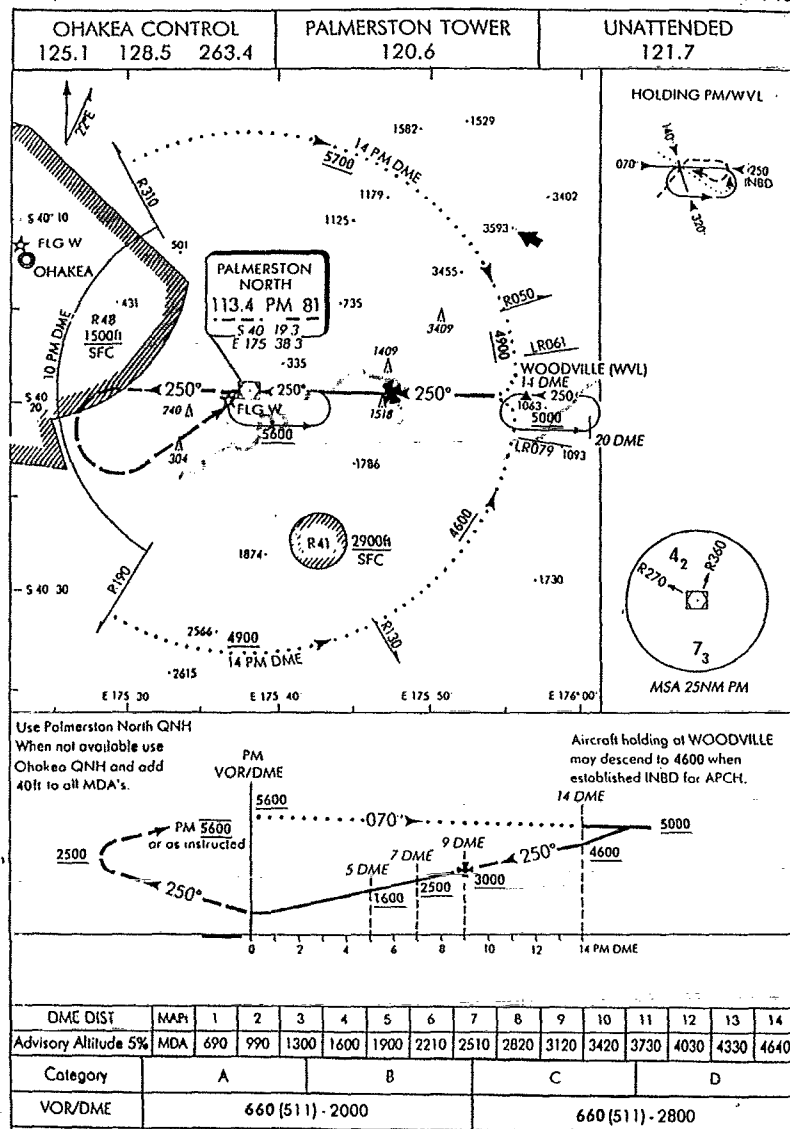 OHAKEA CONTROL
125.1 128.5 263.4
PALMERSTON TOWER
120.6
UNATTENDED
121.7
22°E
R310
S 40° 10
FLG W
OHAKEA
501
431
R48
1500ft
SFC
10 PM DME
14 PM DME
5700
1582
1529
1179
1125
3402
3593
3455
3409
735
335
R050
4900
LR061
PALMERSTON
NORTH
113.4 PM 81
S 40 19 3
E 175 38 3
1409
WOODVILLE (WVL)
14 DME
250°
250°
250°
250°
1063
5000
20 DME
S 40
20
740
FLG W
5600
1518
304
LR079
1093
1786
R41
2900ft
SFC
4600
1874
S 40 30
R190
1730
2566
4900
14 PM DME
R130
2615
E 175 30
E 175 40
E 175 50
E 176 00'
HOLDING PM/WVL
140°
070°
250
INBD
320°
4₂
R360
R270
7₃
MSA 25NM PM
Use Palmerston North QNH
When not available use
Ohakea QNH and add
40ft to all MDA's.
PM
VOR/DME
Aircraft holding at WOODVILLE
may descend to 4600 when
established INBD for APCH.
14 DME
5600
070°
5000
PM 5600
or as instructed
2500
250°
9 DME
7 DME
5 DME
250°
4600
3000
2500
1600
0 2 4 6 8 10 12 14 PM DME
DME DIST MAPt 1 2 3 4 5 6 7 8 9 10 11 12 13 14
Advisory Altitude 5% MDA 690 990 1300 1600 1900 2210 2510 2820 3120 3420 3730 4030 4330 4640
Category A B C D
VOR/DME 660 (511) - 2000 660 (511) - 2800